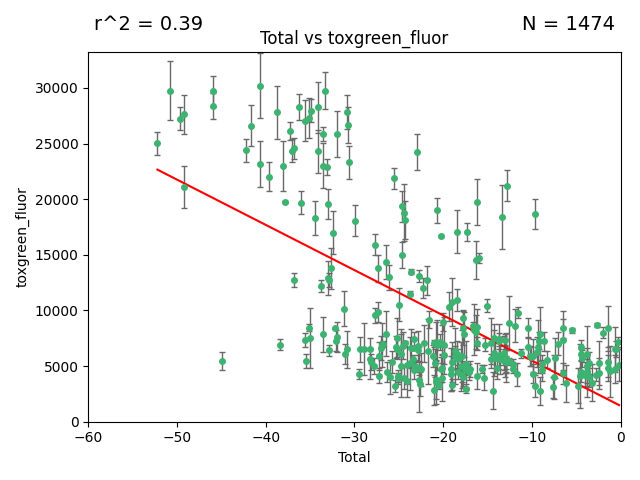 r^2 = 0.39
N = 1474
Total vs toxgreen_fluor
30000
25000
20000
15000
10000
5000
0
toxgreen_fluor
−60
−50
−40
−30
−20
−10
0
Total